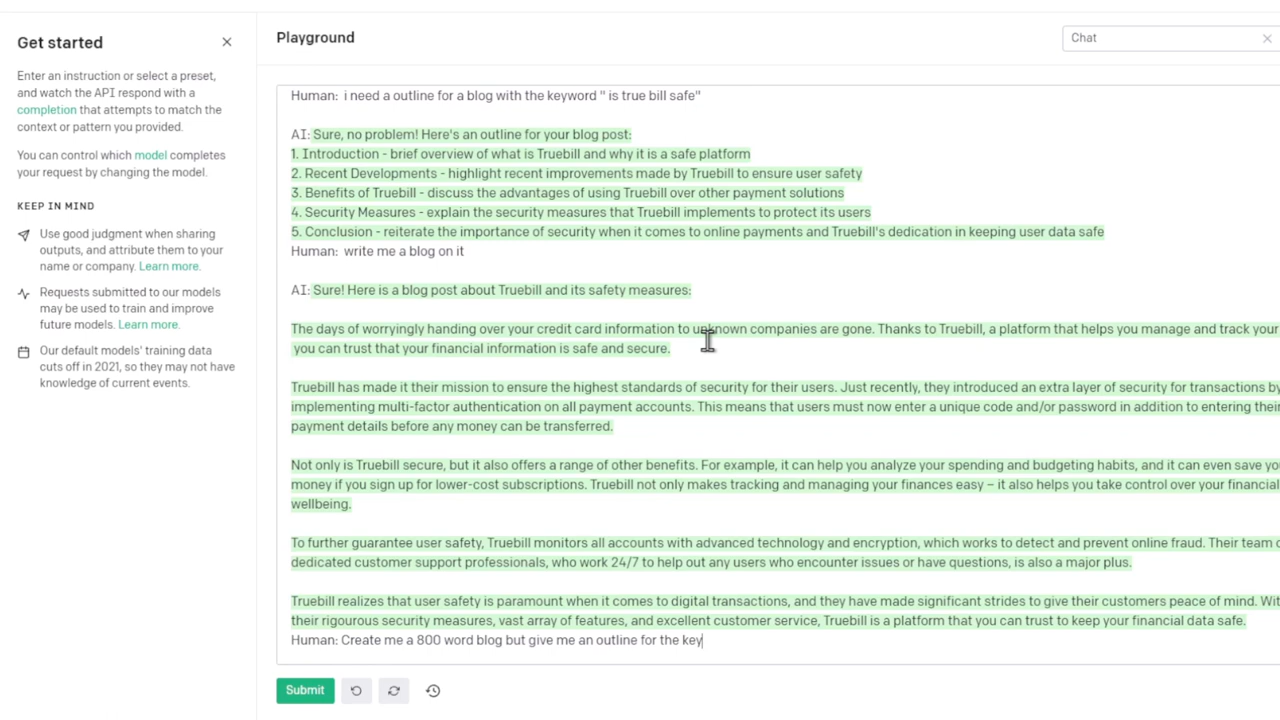 Get started
Enter an instruction or select a preset,
and watch the API respond with a
completion that attempts to match the
context or pattern you provided.
You can control which model completes
your request by changing the model.
KEEP IN MIND
Use good judgment when sharing
outputs, and attribute them to your
name or company. Learn more.
Requests submitted to our models
may be used to train and improve
future models. Learn more.
Our default models' training data
cuts off in 2021, so they may not have
knowledge of current events.
Playground
Chat
Human:  i need a outline for a blog with the keyword " is true bill safe"
AI: Sure, no problem! Here's an outline for your blog post:
1. Introduction - brief overview of what is Truebill and why it is a safe platform
2. Recent Developments - highlight recent improvements made by Truebill to ensure user safety
3. Benefits of Truebill - discuss the advantages of using Truebill over other payment solutions
4. Security Measures - explain the security measures that Truebill implements to protect its users
5. Conclusion - reiterate the importance of security when it comes to online payments and Truebill's dedication in keeping user data safe
Human:  write me a blog on it
AI: Sure! Here is a blog post about Truebill and its safety measures:
The days of worryingly handing over your credit card information to unknown companies are gone. Thanks to Truebill, a platform that helps you manage and track your
you can trust that your financial information is safe and secure.
Truebill has made it their mission to ensure the highest standards of security for their users. Just recently, they introduced an extra layer of security for transactions by
implementing multi-factor authentication on all payment accounts. This means that users must now enter a unique code and/or password in addition to entering their
payment details before any money can be transferred.
Not only is Truebill secure, but it also offers a range of other benefits. For example, it can help you analyze your spending and budgeting habits, and it can even save you
money if you sign up for lower-cost subscriptions. Truebill not only makes tracking and managing your finances easy – it also helps you take control over your financial
wellbeing.
To further guarantee user safety, Truebill monitors all accounts with advanced technology and encryption, which works to detect and prevent online fraud. Their team
dedicated customer support professionals, who work 24/7 to help out any users who encounter issues or have questions, is also a major plus.
Truebill realizes that user safety is paramount when it comes to digital transactions, and they have made significant strides to give their customers peace of mind.
their rigourous security measures, vast array of features, and excellent customer service, Truebill is a platform that you can trust to keep your financial data safe.
Human: Create me a 800 word blog but give me an outline for the key
Submit